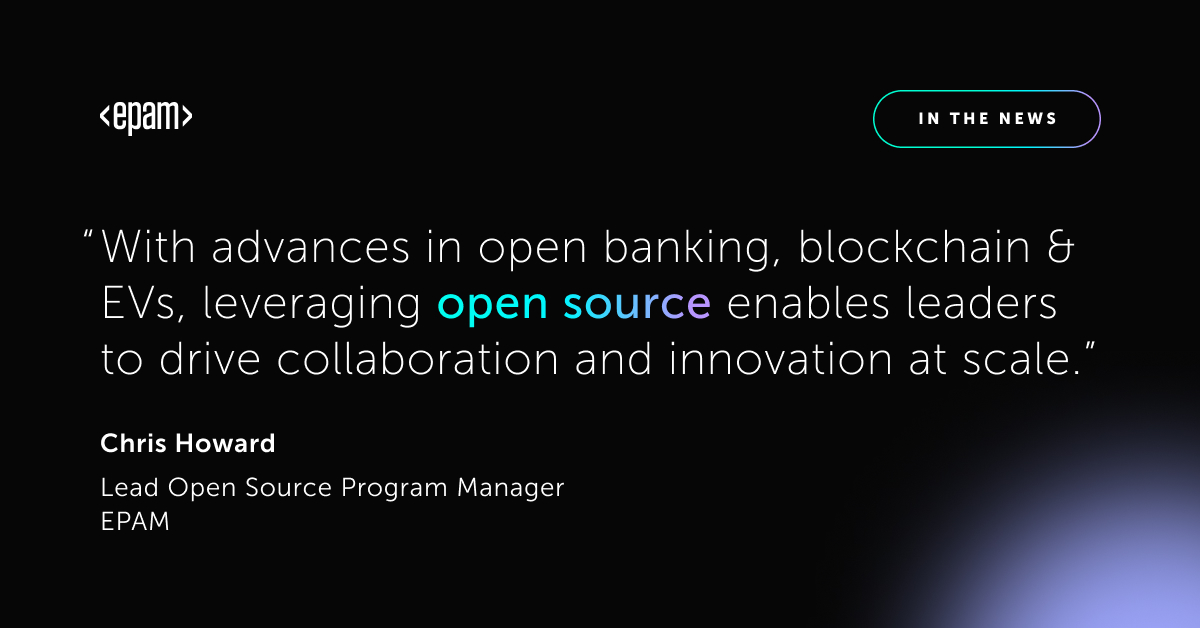 <epam>
IN THE NEWS
“With advances in open banking, blockchain &
EVs, leveraging open source enables leaders
to drive collaboration and innovation at scale.”
Chris Howard
Lead Open Source Program Manager
EPAM